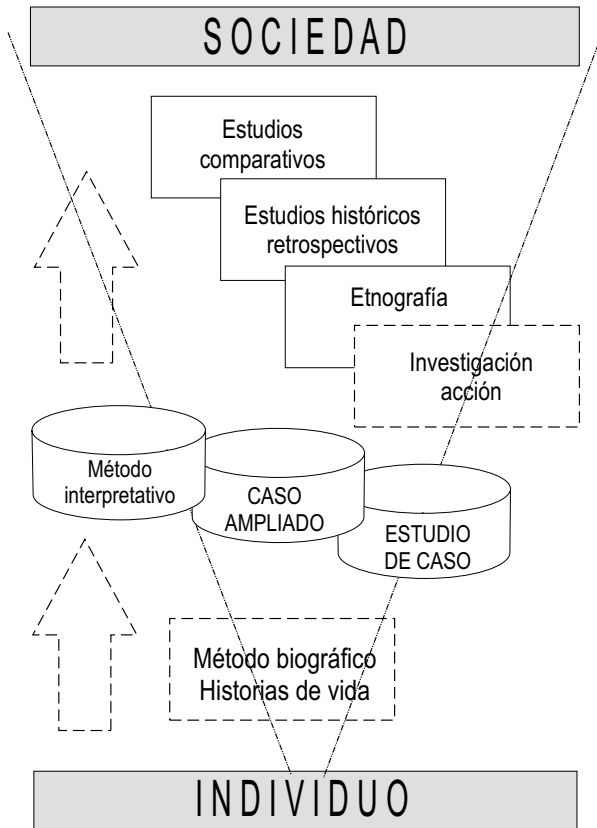 SOCIEDAD
Estudios
comparativos
Estudios históricos
retrospectivos
Etnografía
Investigación
acción
Método
interpretativo
CASO
AMPLIADO
ESTUDIO
DE CASO
Método biográfico
Historias de vida
INDIVIDUO